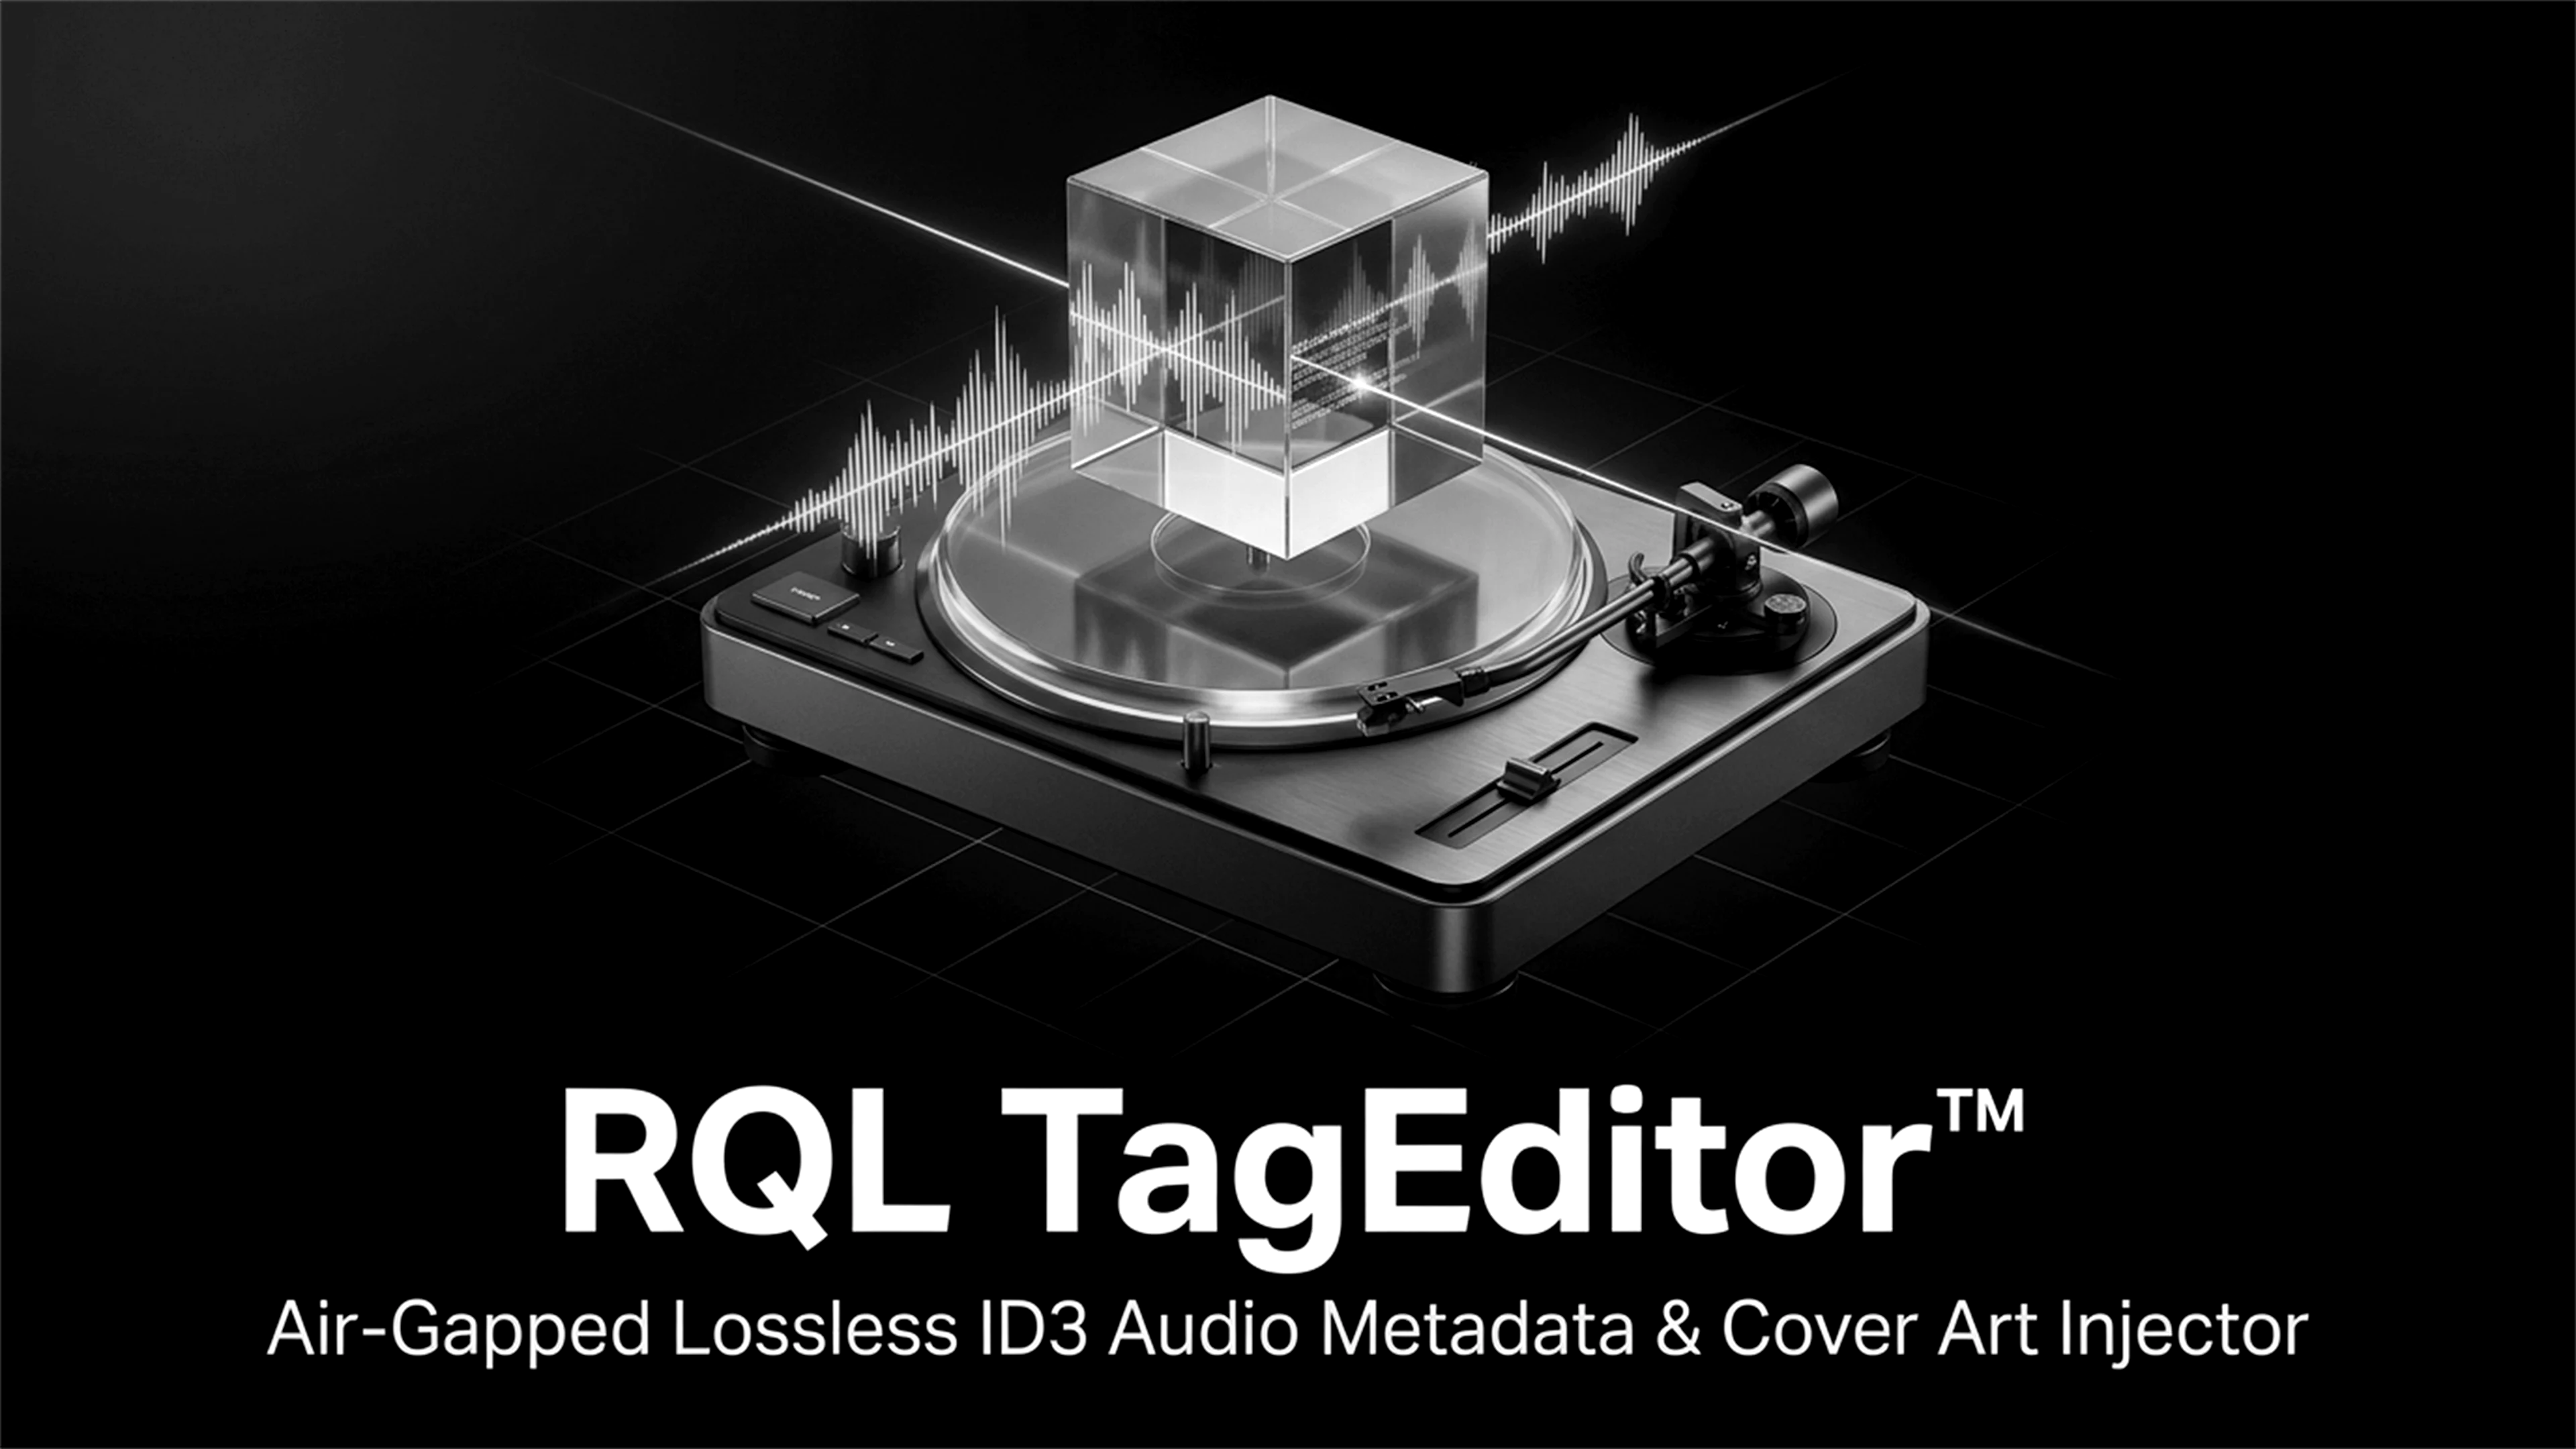 RQL TagEditor™
Air-Gapped Lossless ID3 Audio Metadata & Cover Art Injector